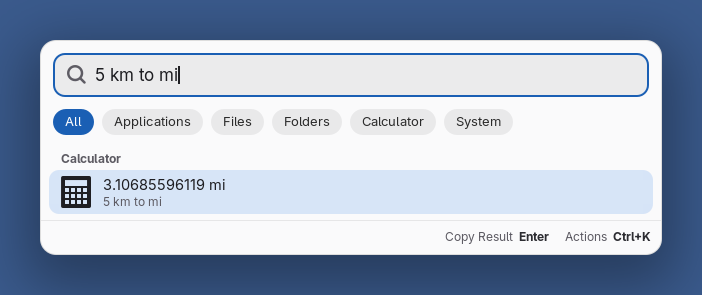 5 km to mi
All Applications Files Folders Calculator System
Calculator
3.10685596119 mi
5 km to mi
Copy Result Enter Actions Ctrl+K